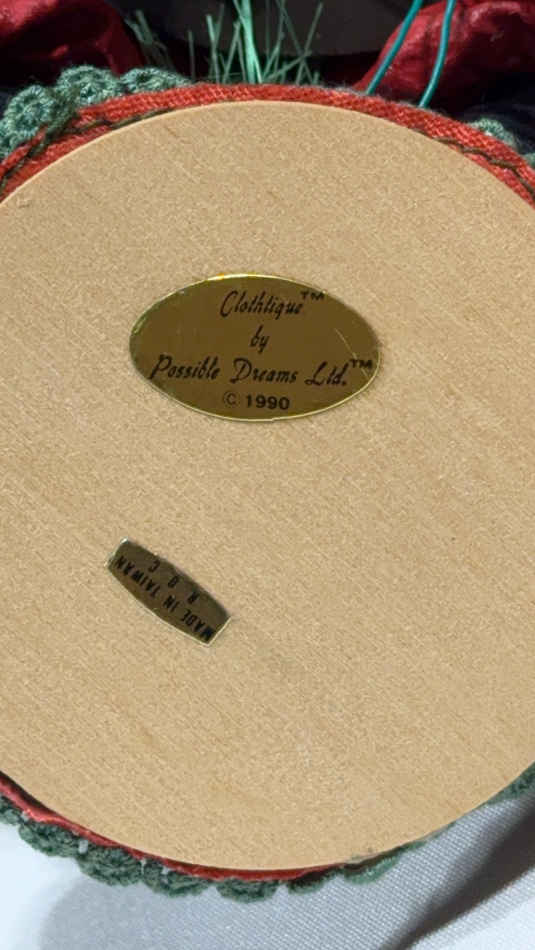 Clothtique™
by
Possible Dreams Ltd.™
© 1990
MADE IN TAIWAN
R O C